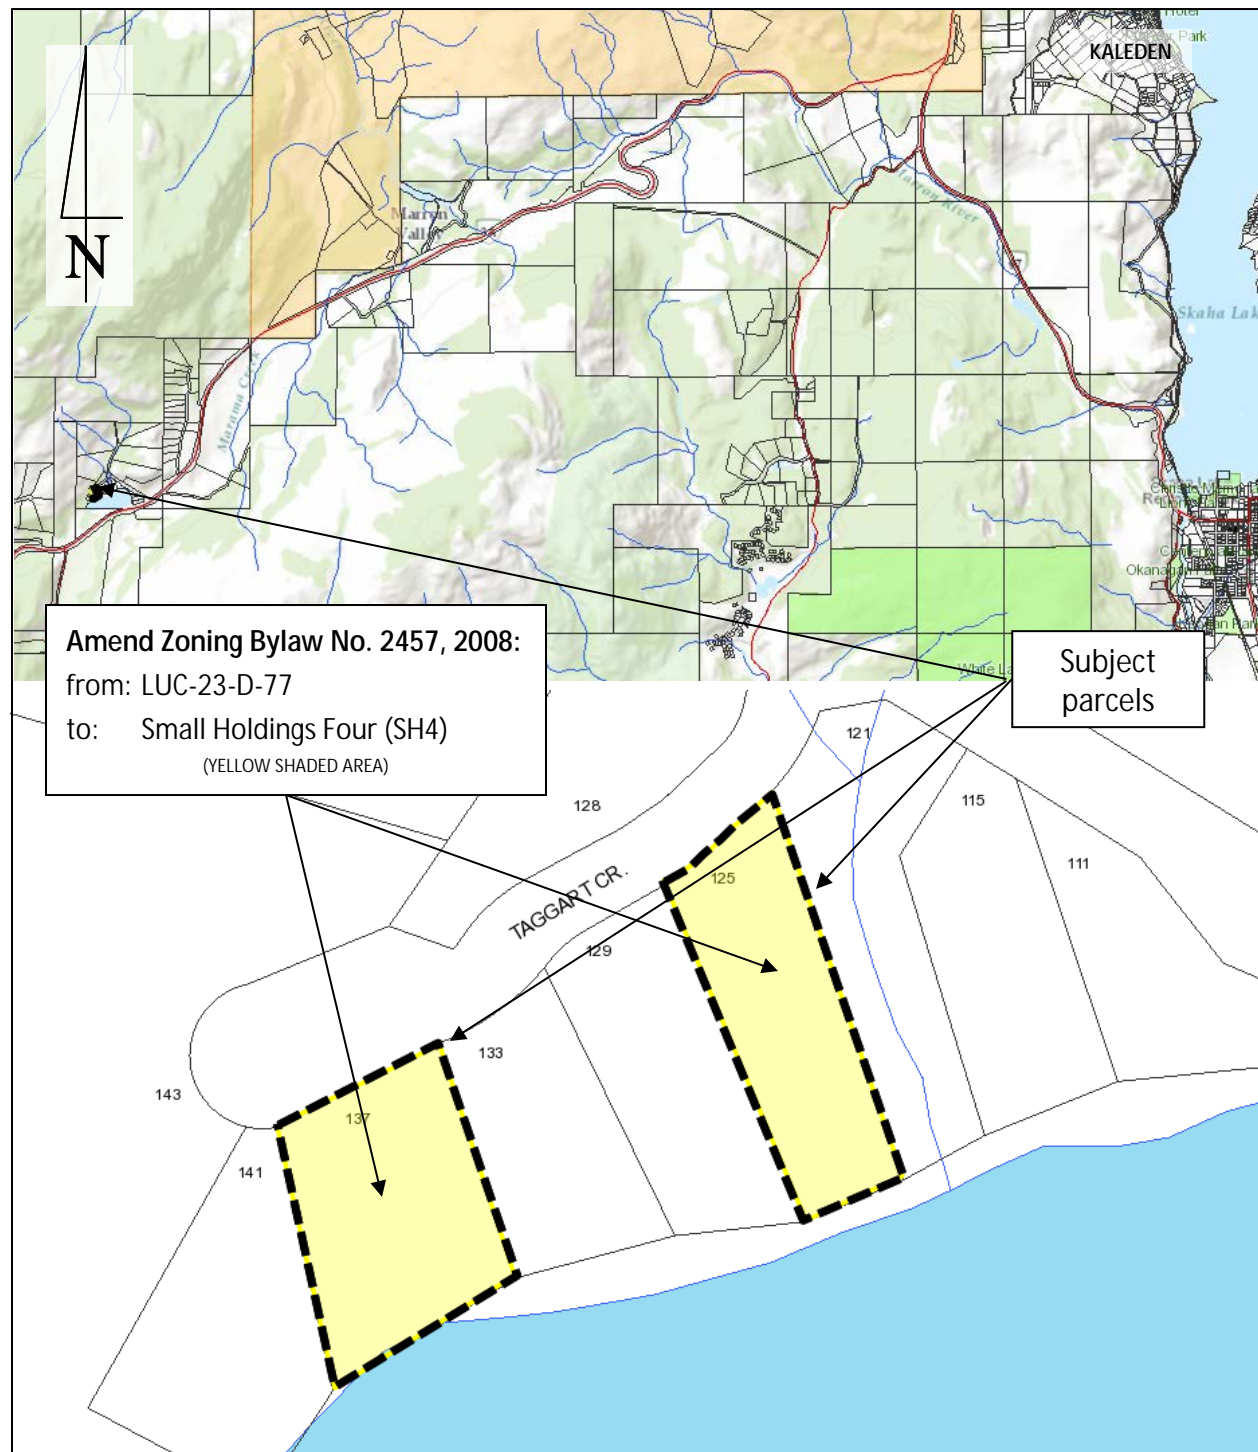 Park
KALEDEN
N
Marron
Valley
Marron River
Skaha Lak
Marama Creek
Okanagan
White L
Amend Zoning Bylaw No. 2457, 2008:
from: LUC-23-D-77
to: Small Holdings Four (SH4)
(YELLOW SHADED AREA)
Subject
parcels
121
128
115
111
125
TAGGART CR.
129
133
143
137
141